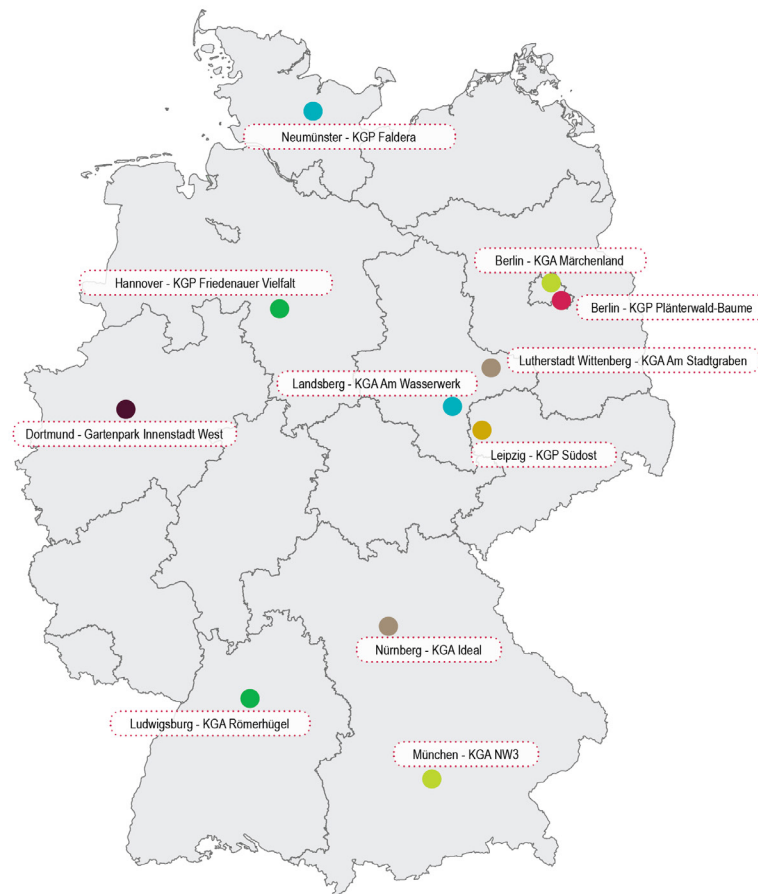 Neumünster - KGP Faldera
Berlin - KGA Märchenland
Hannover - KGP Friedenauer Vielfalt
Berlin - KGP Plänterwald-Baume
Lutherstadt Wittenberg - KGA Am Stadtgraben
Landsberg - KGA Am Wasserwerk
Dortmund - Gartenpark Innenstadt West
Leipzig - KGP Südost
Nürnberg - KGA Ideal
Ludwigsburg - KGA Römerhügel
München - KGA NW3